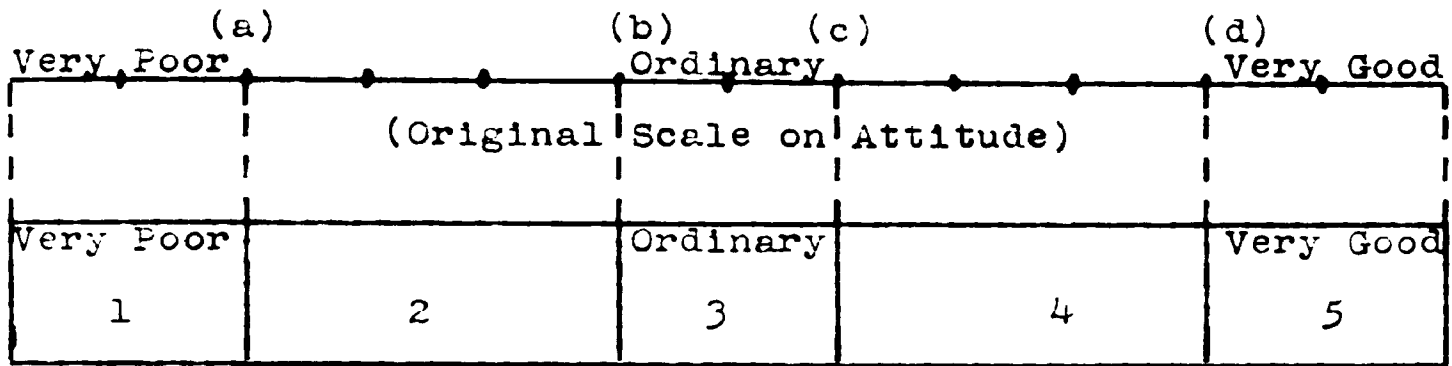 (a) (b) (c) (d)
Very Poor Ordinary Very Good
(Original Scale on Attitude)
Very Poor Ordinary Very Good
1 2 3 4 5